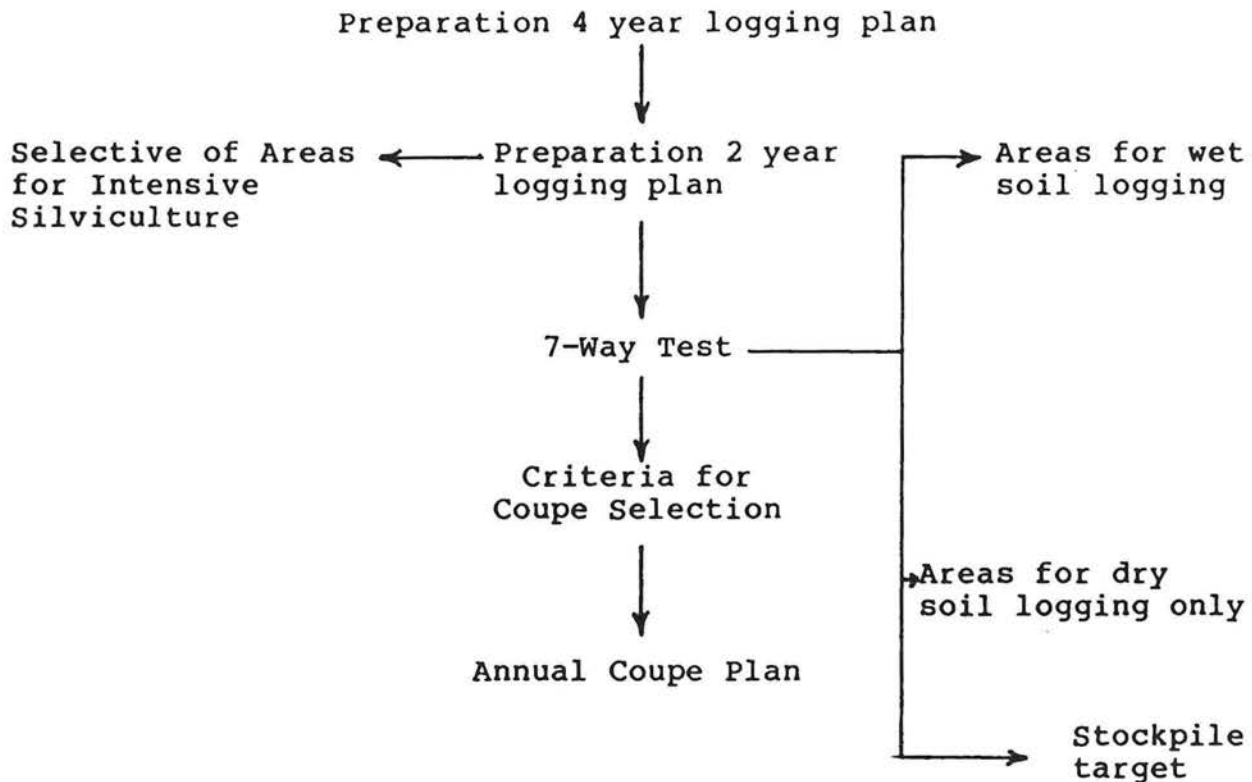 Preparation 4 year logging plan
Selective of Areas
for Intensive
Silviculture
Preparation 2 year
logging plan
Areas for wet
soil logging
7-Way Test
Criteria for
Coupe Selection
Areas for dry
soil logging only
Annual Coupe Plan
Stockpile
target